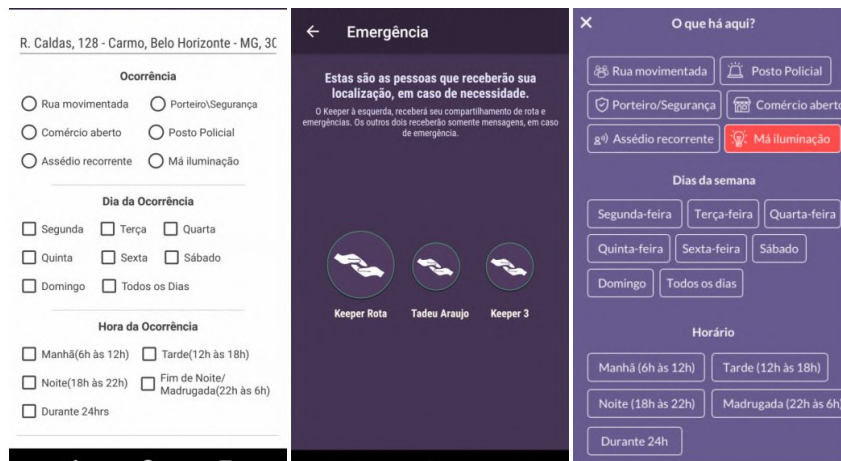 R. Caldas, 128 - Carmo, Belo Horizonte - MG, 30
Ocorrência
Rua movimentada Porteiro\Segurança
Comércio aberto Posto Policial
Assédio recorrente Má iluminação
Dia da Ocorrência
Segunda Terça Quarta
Quinta Sexta Sábado
Domingo Todos os Dias
Hora da Ocorrência
Manhã(6h às 12h) Tarde(12h às 18h)
Noite(18h às 22h) Fim de Noite/
Madrugada(22h às 6h)
Durante 24hrs
Emergência
Estas são as pessoas que receberão sua
localização, em caso de necessidade.
O Keeper à esquerda, receberá seu compartilhamento de rota e
emergências. Os outros dois receberão somente mensagens, em caso
de emergência.
Keeper Rota Tadeu Araujo Keeper 3
O que há aqui?
Rua movimentada Posto Policial
Porteiro/Segurança Comércio aberto
Assédio recorrente Má iluminação
Dias da semana
Segunda-feira Terça-feira Quarta-feira
Quinta-feira Sexta-feira Sábado
Domingo Todos os dias
Horário
Manhã (6h às 12h) Tarde (12h às 18h)
Noite (18h às 22h) Madrugada (22h às 6h)
Durante 24h